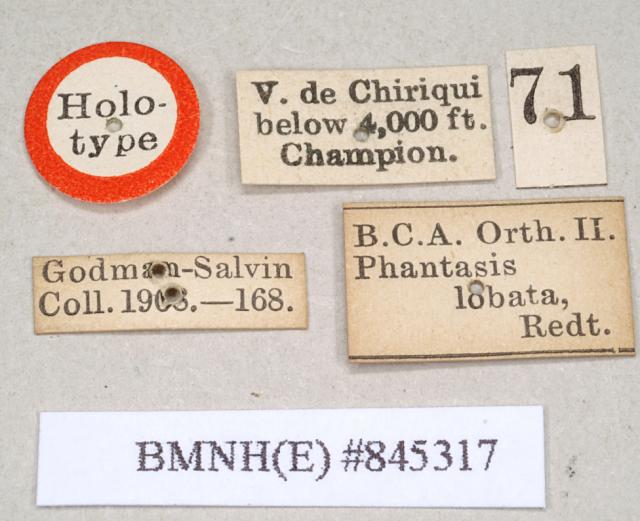 Holo-
type
V. de Chiriqui
below 4,000 ft.
Champion.
71
Godman-Salvin
Coll. 1908.—168.
B.C.A. Orth. II.
Phantasis
lobata,
Redt.
BMNH(E) #845317